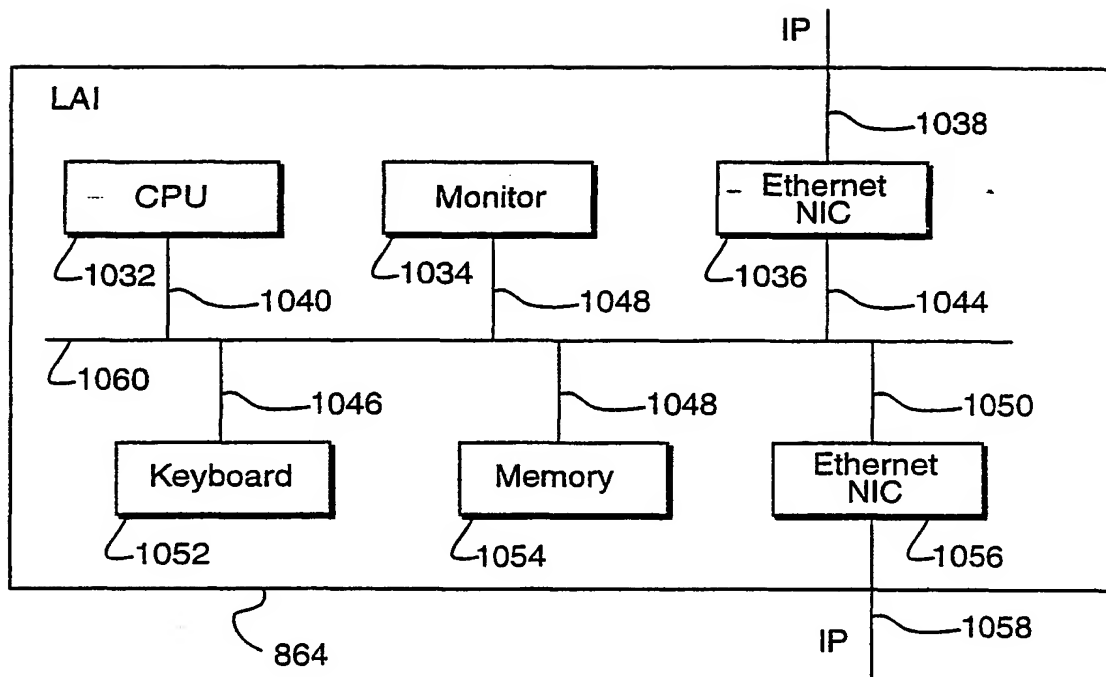 IP
LAI
1038
CPU
Monitor
Ethernet
NIC
1032
1034
1036
1040
1048
1044
1060
1046
1048
1050
Keyboard
Memory
Ethernet
NIC
1052
1054
1056
864
IP
1058